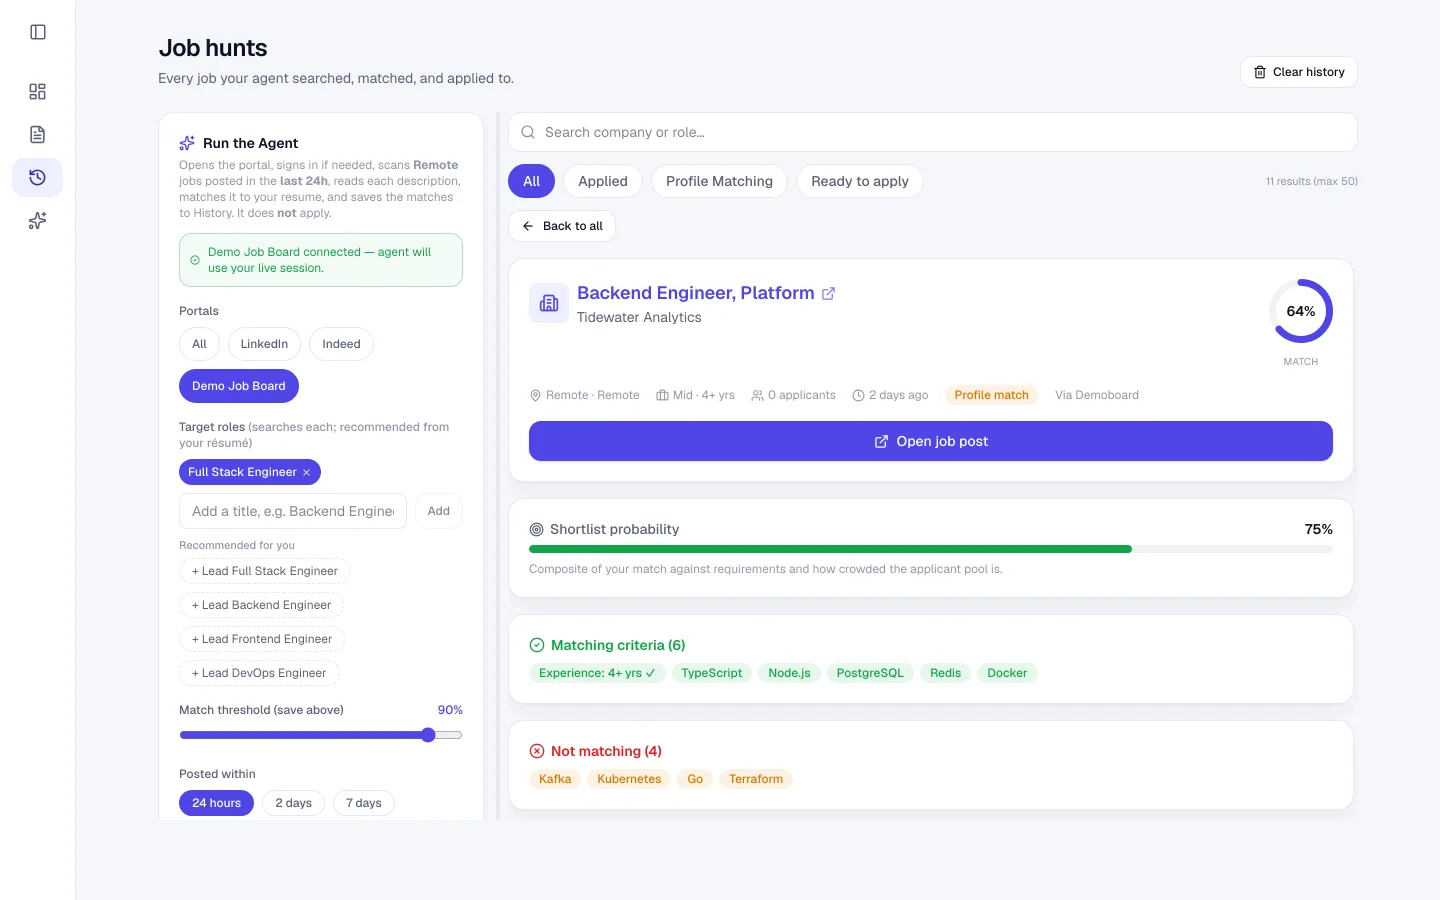 Job hunts
Every job your agent searched, matched, and applied to.
Clear history
Run the Agent
Opens the portal, signs in if needed, scans Remote
jobs posted in the last 24h, reads each description,
matches it to your resume, and saves the matches
to History. It does not apply.
Demo Job Board connected — agent will
use your live session.
Portals
All
LinkedIn
Indeed
Demo Job Board
Target roles (searches each; recommended from
your résumé)
Full Stack Engineer ×
Add a title, e.g. Backend Engine
Add
Recommended for you
+ Lead Full Stack Engineer
+ Lead Backend Engineer
+ Lead Frontend Engineer
+ Lead DevOps Engineer
Match threshold (save above) 90%
Posted within
24 hours
2 days
7 days
Search company or role...
All
Applied
Profile Matching
Ready to apply
11 results (max 50)
Back to all
Backend Engineer, Platform
Tidewater Analytics
64%
MATCH
Remote · Remote
Mid · 4+ yrs
0 applicants
2 days ago
Profile match
Via Demoboard
Open job post
Shortlist probability 75%
Composite of your match against requirements and how crowded the applicant pool is.
Matching criteria (6)
Experience: 4+ yrs ✓
TypeScript
Node.js
PostgreSQL
Redis
Docker
Not matching (4)
Kafka
Kubernetes
Go
Terraform